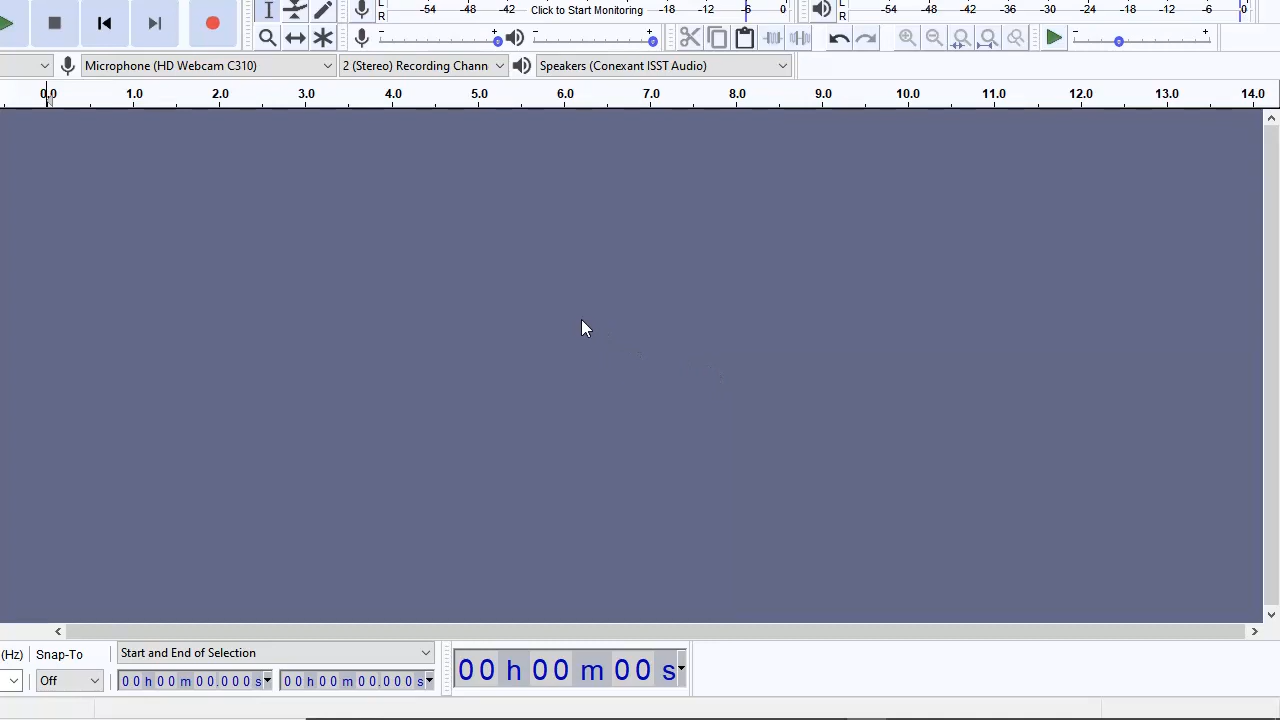 L
R
-54 -48 -42 Click to Start Monitoring -18 -12 -6 0
L
R
-54 -48 -42 -36 -30 -24 -18 -12 -6 0
- + - + - +
Microphone (HD Webcam C310)
2 (Stereo) Recording Chann
Speakers (Conexant ISST Audio)
0.0 1.0 2.0 3.0 4.0 5.0 6.0 7.0 8.0 9.0 10.0 11.0 12.0 13.0 14.0
(Hz) Snap-To Start and End of Selection
Off 00 h 00 m 00.000 s 00 h 00 m 00.000 s
00 h 00 m 00 s